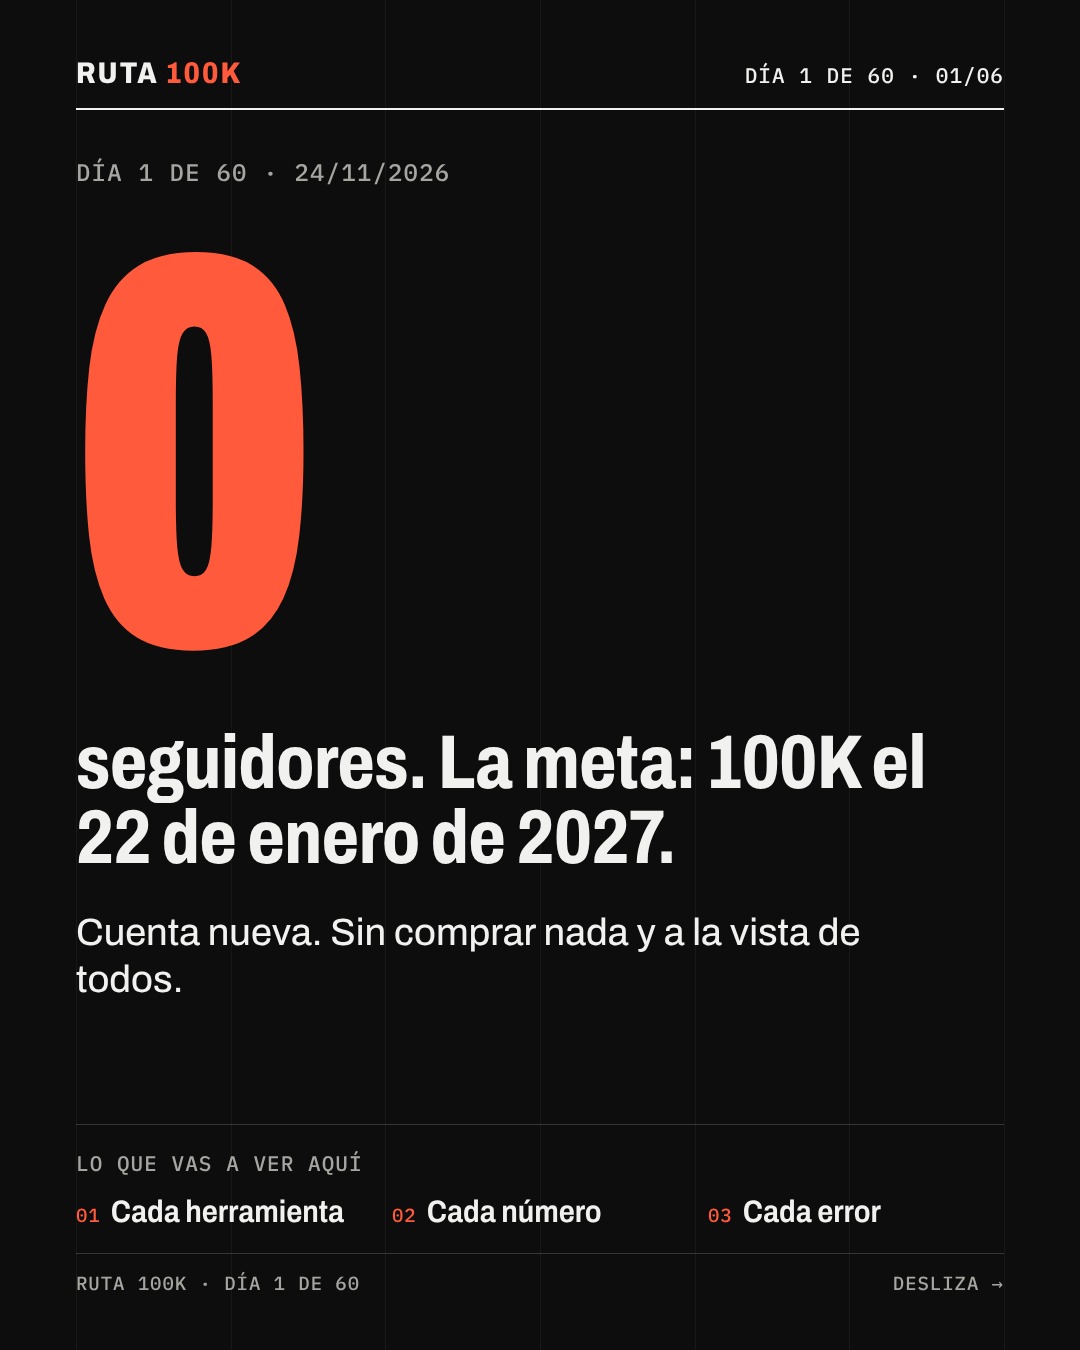 RUTA 100K
DÍA 1 DE 60 · 01/06
DÍA 1 DE 60 · 24/11/2026
0
seguidores. La meta: 100K el
22 de enero de 2027.
Cuenta nueva. Sin comprar nada y a la vista de
todos.
LO QUE VAS A VER AQUÍ
01 Cada herramienta
02 Cada número
03 Cada error
RUTA 100K · DÍA 1 DE 60
DESLIZA →